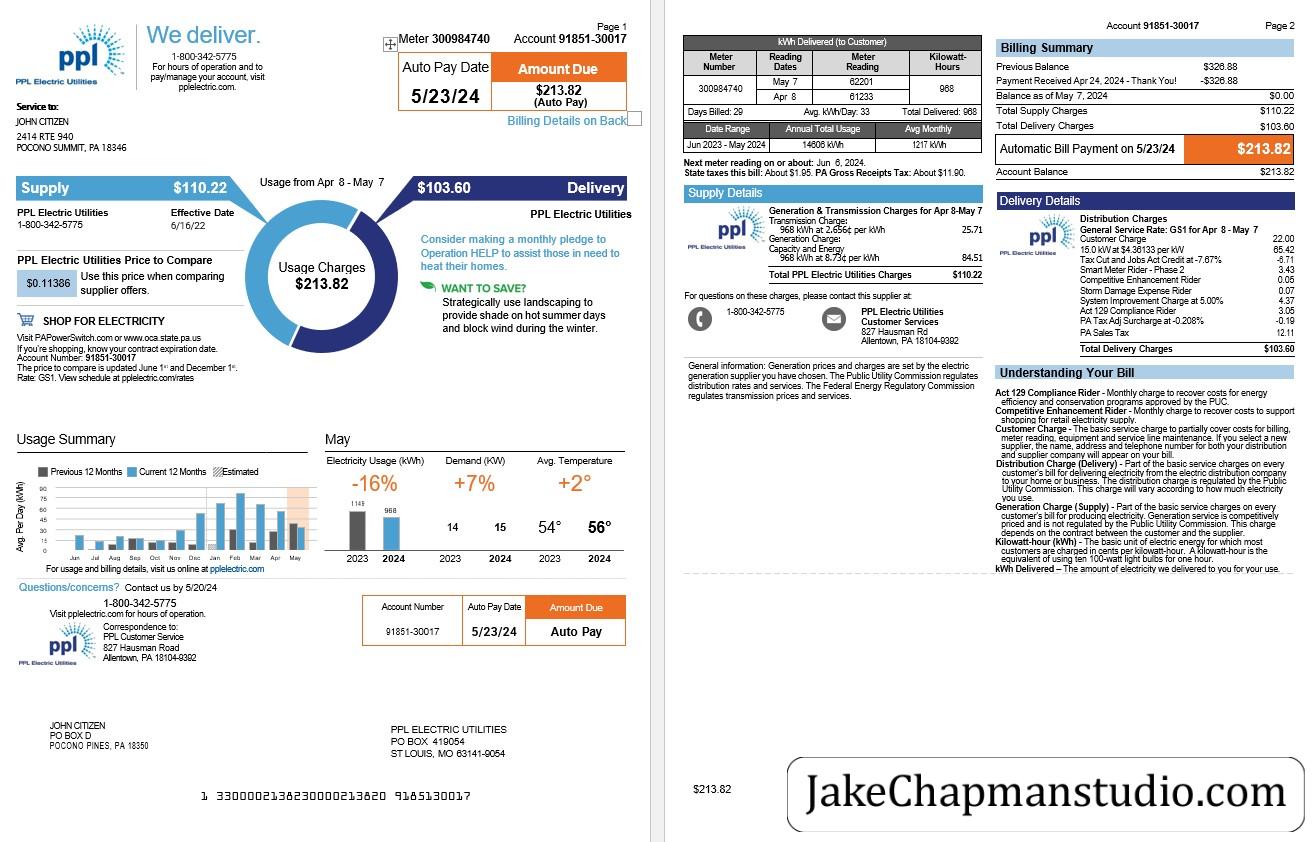 ppl
PPL Electric Utilities
We deliver.
1-800-342-5775
For hours of operation and to
pay/manage your account, visit
pplelectric.com.
Page 1
Meter 300984740 Account 91851-30017
Auto Pay Date Amount Due
5/23/24 $213.82
(Auto Pay)
Billing Details on Back
Service to:
JOHN CITIZEN
2414 RTE 940
POCONO SUMMIT, PA 18346
Supply $110.22
Usage from Apr 8 - May 7
$103.60 Delivery
PPL Electric Utilities Effective Date
1-800-342-5775 6/16/22
PPL Electric Utilities
PPL Electric Utilities Price to Compare
$0.11386 Use this price when comparing
supplier offers.
Usage Charges
$213.82
Consider making a monthly pledge to
Operation HELP to assist those in need to
heat their homes.
WANT TO SAVE?
Strategically use landscaping to
provide shade on hot summer days
and block wind during the winter.
SHOP FOR ELECTRICITY
Visit PAPowerSwitch.com or www.oca.state.pa.us
If you're shopping, know your contract expiration date.
Account Number: 91851-30017
The price to compare is updated June 1st and December 1st.
Rate: GS1. View schedule at pplelectric.com/rates
Usage Summary
Previous 12 Months Current 12 Months Estimated
Avg. Per Day (kWh)
90
75
60
45
30
15
0
Jun Jul Aug Sep Oct Nov Dec Jan Feb Mar Apr May
For usage and billing details, visit us online at pplelectric.com
May
Electricity Usage (kWh) Demand (KW) Avg. Temperature
-16% +7% +2°
1149 968
14 15 54° 56°
2023 2024 2023 2024 2023 2024
Questions/concerns? Contact us by 5/20/24
1-800-342-5775
Visit pplelectric.com for hours of operation.
ppl
PPL Electric Utilities
Correspondence to:
PPL Customer Service
827 Hausman Road
Allentown, PA 18104-9392
Account Number Auto Pay Date Amount Due
91851-30017 5/23/24 Auto Pay
JOHN CITIZEN
PO BOX D
POCONO PINES, PA 18350
PPL ELECTRIC UTILITIES
PO BOX 419054
ST LOUIS, MO 63141-9054
1 3300002138230000213820 9185130017
Account 91851-30017 Page 2
kWh Delivered (to Customer)
Meter Number Reading Dates Meter Reading Kilowatt-Hours
300984740 May 7 62201 968
Apr 8 61233
Days Billed: 29 Avg. kWh/Day: 33 Total Delivered: 968
Date Range Annual Total Usage Avg Monthly
Jun 2023 - May 2024 14606 kWh 1217 kWh
Next meter reading on or about: Jun 6, 2024.
State taxes this bill: About $1.95. PA Gross Receipts Tax: About $11.90.
Supply Details
ppl
PPL Electric Utilities
Generation & Transmission Charges for Apr 8-May 7
Transmission Charge:
968 kWh at 2.656¢ per kWh 25.71
Generation Charge:
Capacity and Energy
968 kWh at 8.73¢ per kWh 84.51
Total PPL Electric Utilities Charges $110.22
For questions on these charges, please contact this supplier at:
1-800-342-5775
PPL Electric Utilities
Customer Services
827 Hausman Rd
Allentown, PA 18104-9392
General information: Generation prices and charges are set by the electric
generation supplier you have chosen. The Public Utility Commission regulates
distribution rates and services. The Federal Energy Regulatory Commission
regulates transmission prices and services.
Billing Summary
Previous Balance $326.88
Payment Received Apr 24, 2024 - Thank You! -$326.88
Balance as of May 7, 2024 $0.00
Total Supply Charges $110.22
Total Delivery Charges $103.60
Automatic Bill Payment on 5/23/24 $213.82
Account Balance $213.82
Delivery Details
ppl
PPL Electric Utilities
Distribution Charges
General Service Rate: GS1 for Apr 8 - May 7
Customer Charge 22.00
15.0 kW at $4.36133 per kW 65.42
Tax Cut and Jobs Act Credit at -7.67% -6.71
Smart Meter Rider - Phase 2 3.43
Competitive Enhancement Rider 0.05
Storm Damage Expense Rider 0.07
System Improvement Charge at 5.00% 4.37
Act 129 Compliance Rider 3.05
PA Tax Adj Surcharge at -0.208% -0.19
PA Sales Tax 12.11
Total Delivery Charges $103.60
Understanding Your Bill
Act 129 Compliance Rider - Monthly charge to recover costs for energy
efficiency and conservation programs approved by the PUC.
Competitive Enhancement Rider - Monthly charge to recover costs to support
shopping for retail electricity supply.
Customer Charge - The basic service charge to partially cover costs for billing,
meter reading, equipment and service line maintenance. If you select a new
supplier, the name, address and telephone number for both your distribution
and supplier company will appear on your bill.
Distribution Charge (Delivery) - Part of the basic service charges on every
customer's bill for delivering electricity from the electric distribution company
to your home or business. The distribution charge is regulated by the Public
Utility Commission. This charge will vary according to how much electricity
you use.
Generation Charge (Supply) - Part of the basic service charges on every
customer's bill for producing electricity. Generation service is competitively
priced and is not regulated by the Public Utility Commission. This charge
depends on the contract between the customer and the supplier.
Kilowatt-hour (kWh) - The basic unit of electric energy for which most
customers are charged in cents per kilowatt-hour. A kilowatt-hour is the
equivalent of using ten 100-watt light bulbs for one hour.
kWh Delivered – The amount of electricity we delivered to you for your use.
$213.82
JakeChapmanstudio.com